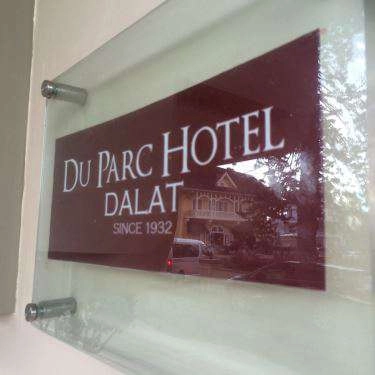 DU PARC HOTEL
DALAT
SINCE 1932